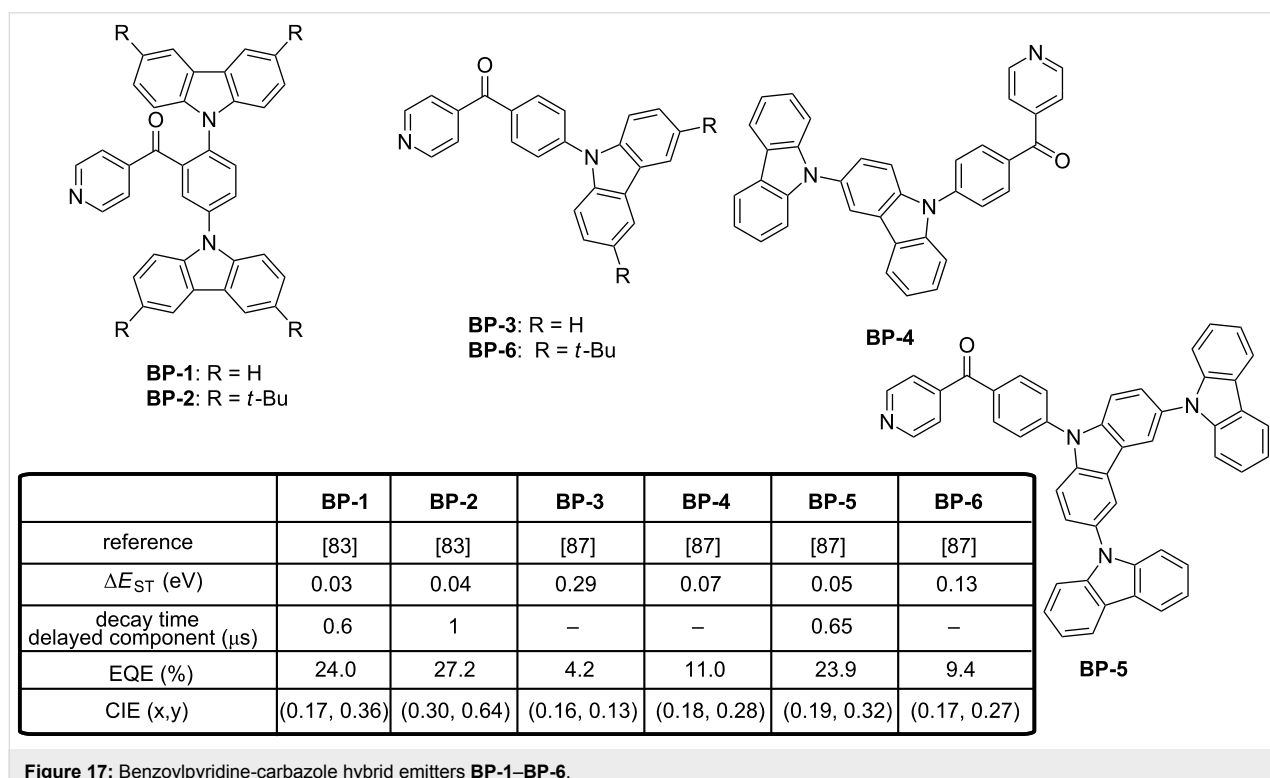 R
R
N
O
N
N
R
R
BP-1: R = H
BP-2: R = t-Bu
O
N
N
R
R
BP-3: R = H
BP-6: R = t-Bu
N
O
N
N
BP-4
O
N
N
N
N
BP-5
BP-1 BP-2 BP-3 BP-4 BP-5 BP-6
reference [83] [83] [87] [87] [87] [87]
ΔEST (eV) 0.03 0.04 0.29 0.07 0.05 0.13
decay time
delayed component (μs) 0.6 1 – – 0.65 –
EQE (%) 24.0 27.2 4.2 11.0 23.9 9.4
CIE (x,y) (0.17, 0.36) (0.30, 0.64) (0.16, 0.13) (0.18, 0.28) (0.19, 0.32) (0.17, 0.27)
Figure 17: Benzoylpyridine-carbazole hybrid emitters BP-1–BP-6.